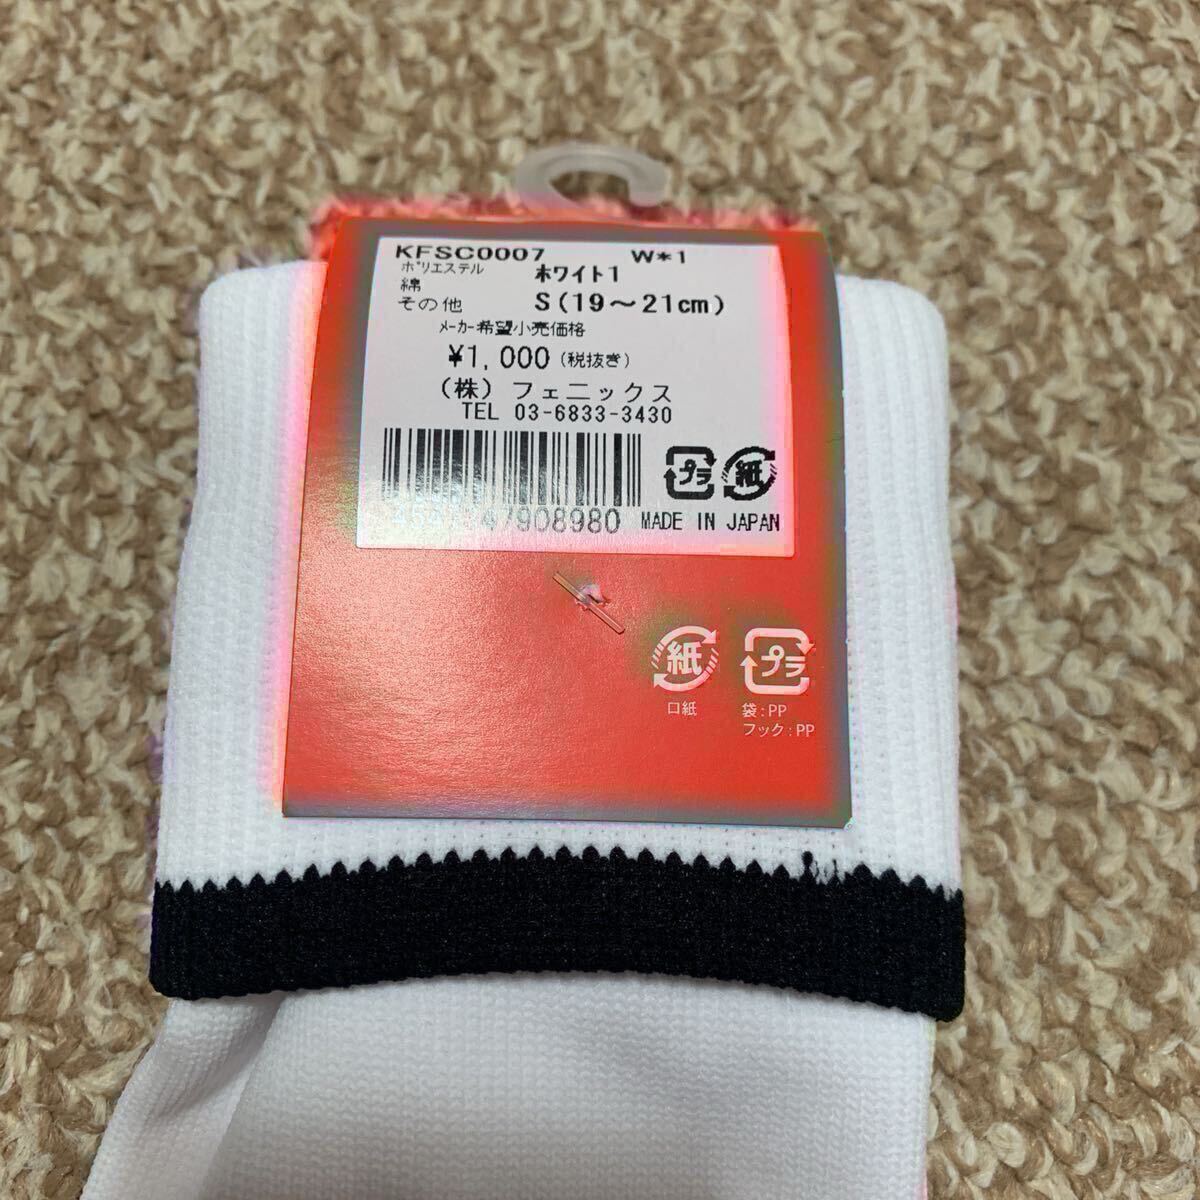 KFSC0007 W*1
ポリエステル ホワイト1
綿
その他 S(19～21cm)
メーカー希望小売価格
¥1,000(税抜き)
(株)フェニックス
TEL 03-6833-3430
プラ 紙
7908980 MADE IN JAPAN
紙 プラ
口紙 袋:PP
フック:PP